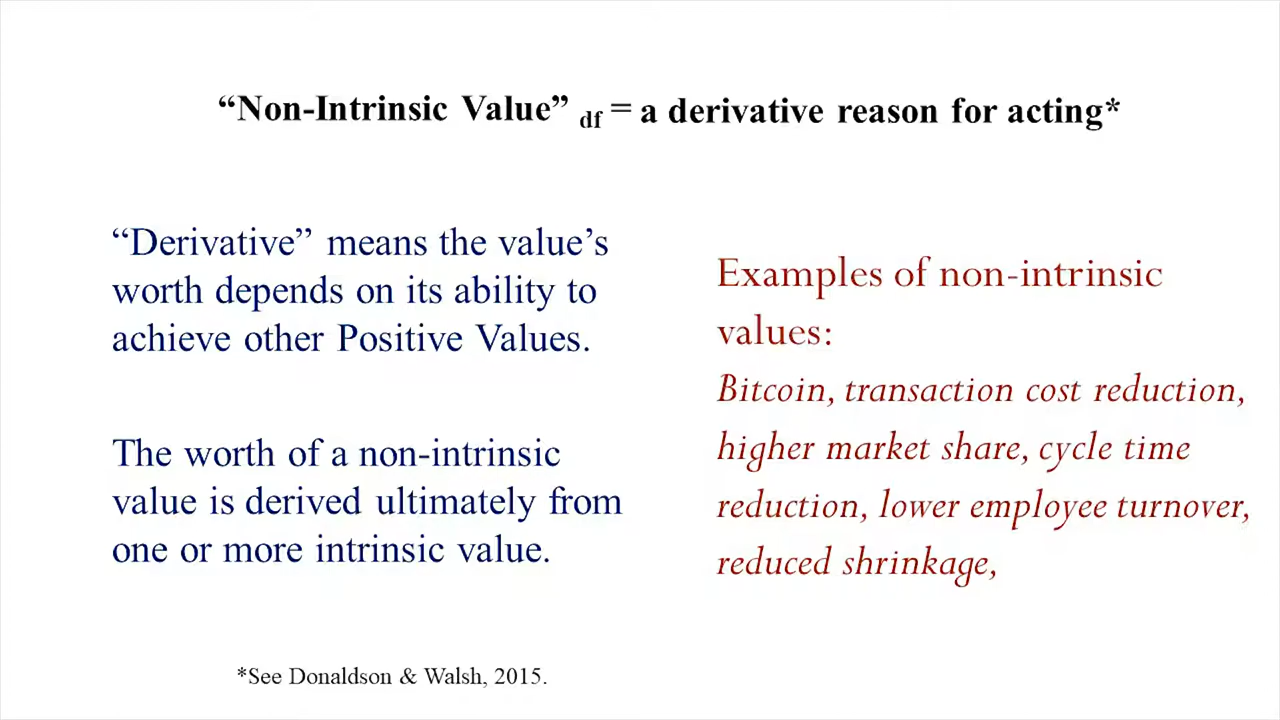 “Non-Intrinsic Value” df = a derivative reason for acting*
“Derivative” means the value’s
worth depends on its ability to
achieve other Positive Values.
The worth of a non-intrinsic
value is derived ultimately from
one or more intrinsic value.
Examples of non-intrinsic
values:
Bitcoin, transaction cost reduction,
higher market share, cycle time
reduction, lower employee turnover,
reduced shrinkage,
*See Donaldson & Walsh, 2015.